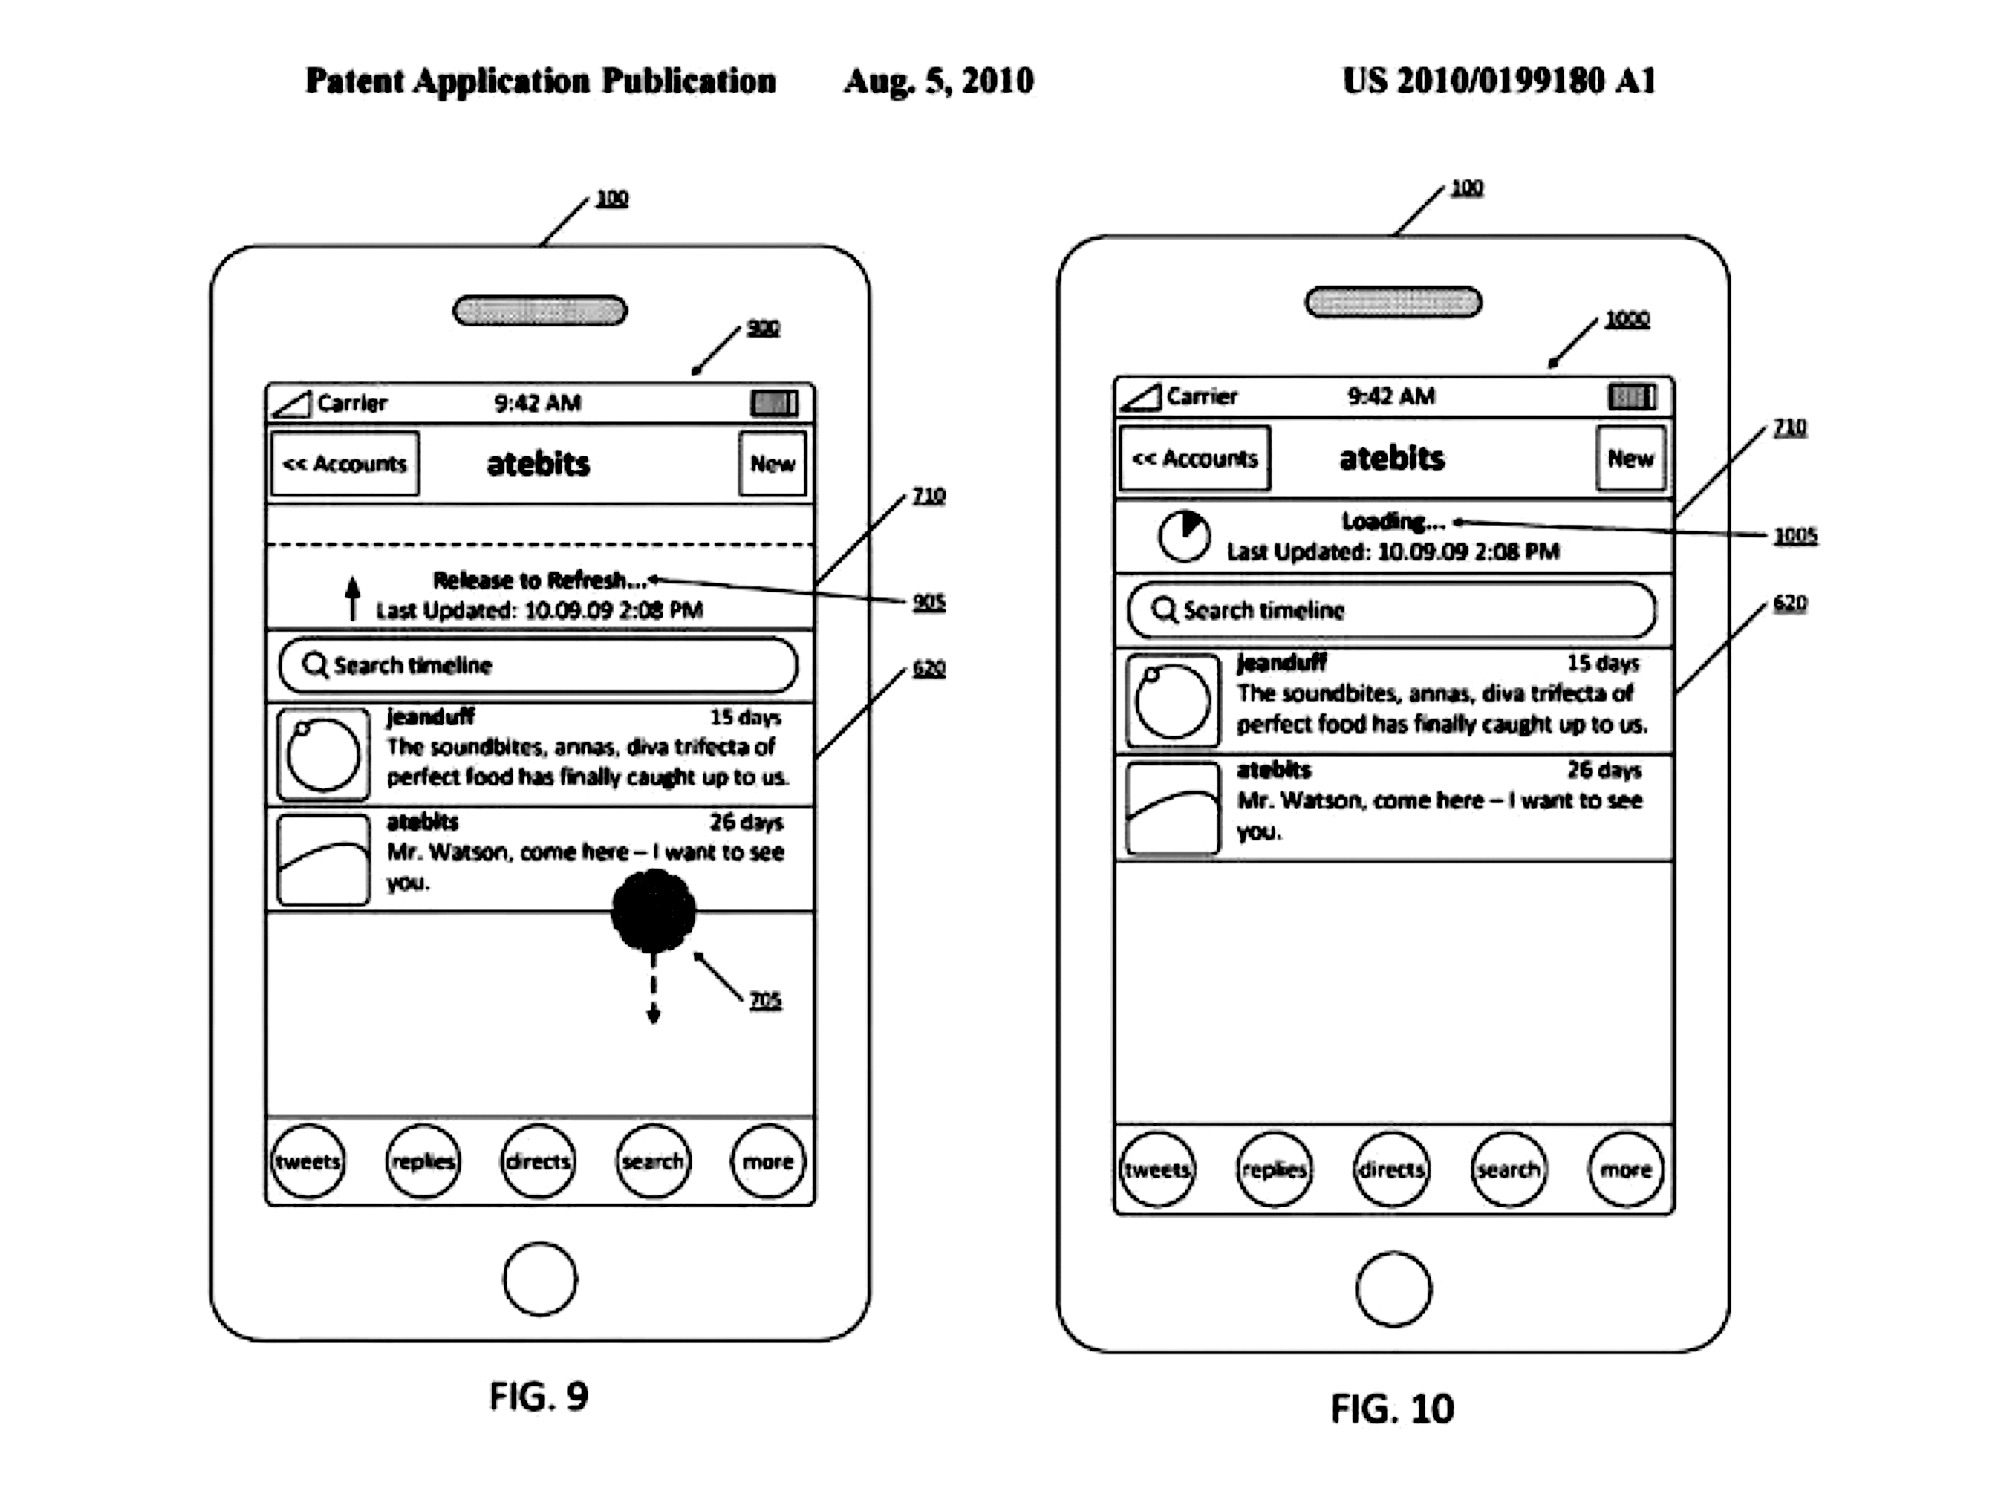 Patent Application Publication Aug. 5, 2010 US 2010/0199180 A1
100
900
Carrier 9:42 AM
<< Accounts atebits New
710
Release to Refresh...
905
Last Updated: 10.09.09 2:08 PM
Search timeline
620
jeanduff 15 days
The soundbites, annas, diva trifecta of
perfect food has finally caught up to us.
atebits 26 days
Mr. Watson, come here – I want to see
you.
705
tweets replies directs search more
FIG. 9
100
1000
Carrier 9:42 AM
710
<< Accounts atebits New
Loading...
1005
Last Updated: 10.09.09 2:08 PM
Search timeline
620
jeanduff 15 days
The soundbites, annas, diva trifecta of
perfect food has finally caught up to us.
atebits 26 days
Mr. Watson, come here – I want to see
you.
tweets replies directs search more
FIG. 10